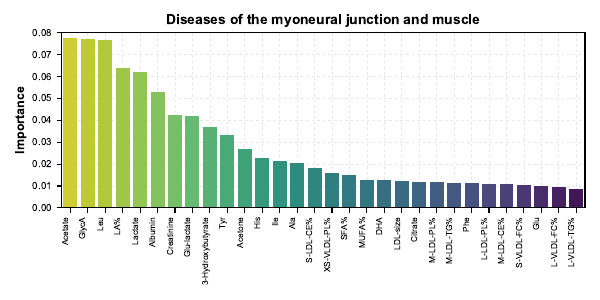 Diseases of the myoneural junction and muscle
Importance
0.08
0.07
0.06
0.05
0.04
0.03
0.02
0.01
0.00
Acetate
GlycA
Leu
LA%
Lactate
Albumin
Creatinine
Glu-lactate
3-Hydroxybutyrate
Tyr
Acetone
His
Ile
Ala
S-LDL-CE%
XS-VLDL-PL%
SFA%
MUFA%
DHA
LDL-size
Citrate
M-LDL-PL%
M-LDL-TG%
Phe
L-LDL-PL%
M-LDL-CE%
S-VLDL-FC%
Glu
L-VLDL-FC%
L-VLDL-TG%